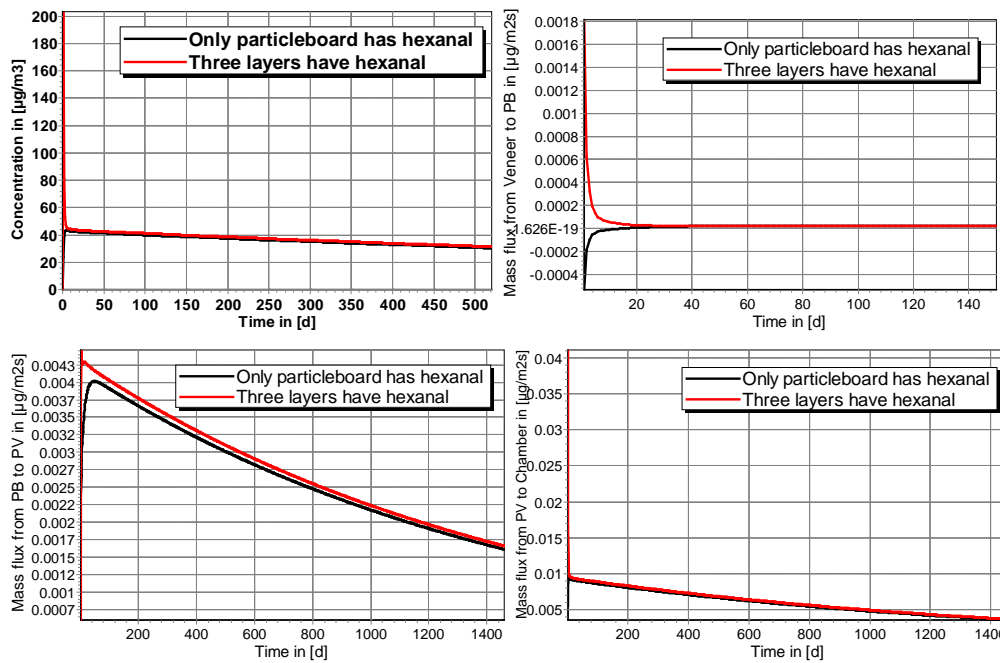 200
180
160
140
120
100
80
60
40
20
0
Concentration in [µg/m3]
Only particleboard has hexanal
Three layers have hexanal
0 50 100 150 200 250 300 350 400 450 500
Time in [d]
0.0018
0.0016
0.0014
0.0012
0.001
0.0008
0.0006
0.0004
0.0002
1.626E-19
-0.0002
-0.0004
Mass flux from Veneer to PB in [µg/m2s]
Only particleboard has hexanal
Three layers have hexanal
20 40 60 80 100 120 140
Time in [d]
0.0043
0.004
0.0037
0.0035
0.0032
0.003
0.0027
0.0025
0.0022
0.002
0.0017
0.0015
0.0012
0.001
0.0007
Mass flux from PB to PV in [µg/m2s]
Only particleboard has hexanal
Three layers have hexanal
200 400 600 800 1000 1200 1400
Time in [d]
0.04
0.035
0.03
0.025
0.02
0.015
0.01
0.005
Mass flux from PV to Chamber in [µg/m2s]
Only particleboard has hexanal
Three layers have hexanal
200 400 600 800 1000 1200 1400
Time in [d]